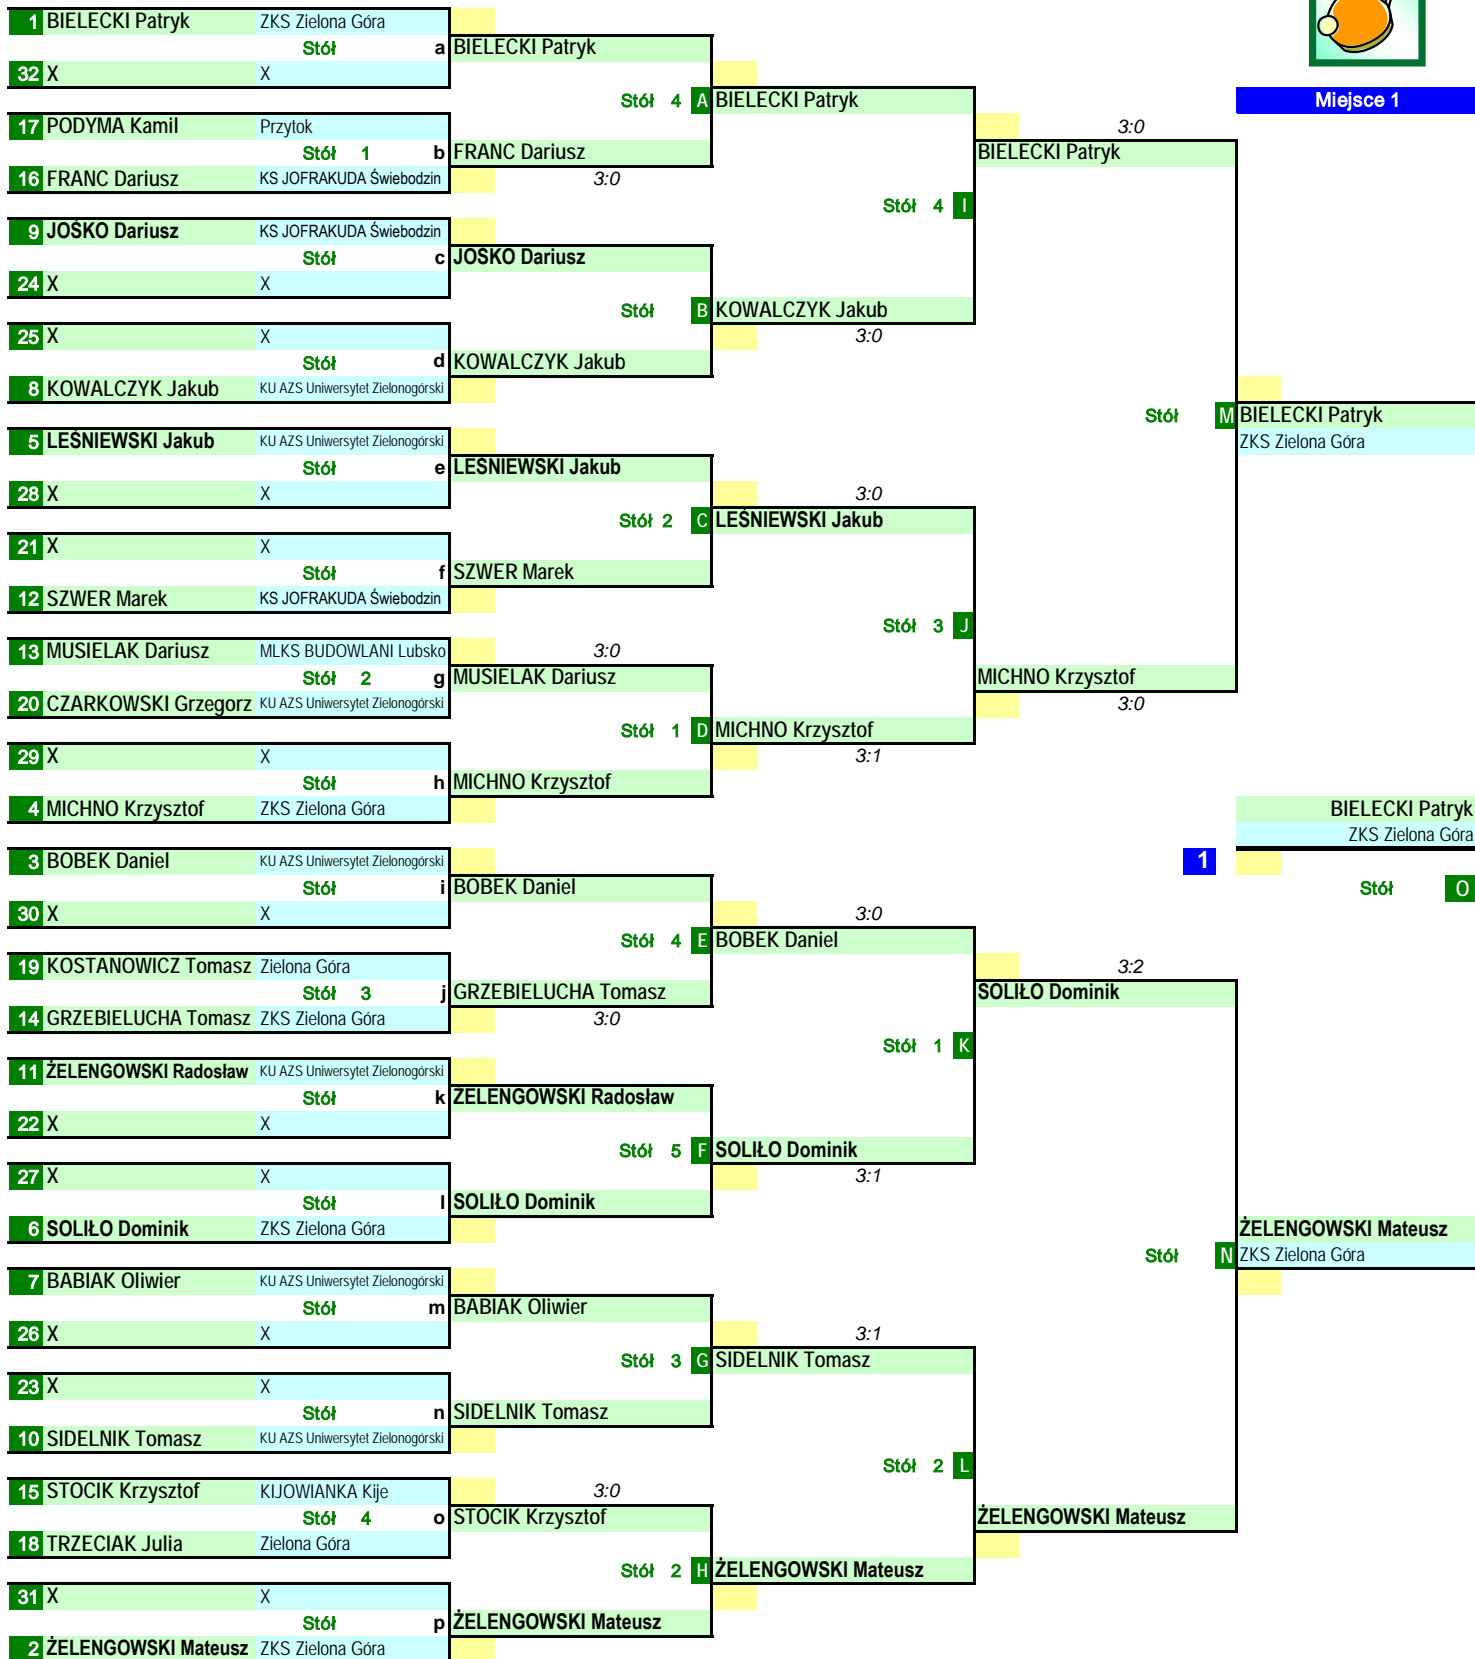 1 BIELECKI Patryk ZKS Zielona Góra
Stół a BIELECKI Patryk
32 X X
Stół 4 A BIELECKI Patryk
Miejsce 1
17 PODYMA Kamil Przytok
3:0
Stół 1 b FRANC Dariusz
BIELECKI Patryk
16 FRANC Dariusz KS JOFRAKUDA Świebodzin
3:0
Stół 4 I
9 JOŚKO Dariusz KS JOFRAKUDA Świebodzin
Stół c JOŚKO Dariusz
24 X X
Stół B KOWALCZYK Jakub
25 X X
3:0
Stół d KOWALCZYK Jakub
8 KOWALCZYK Jakub KU AZS Uniwersytet Zielonogórski
Stół M BIELECKI Patryk
5 LEŚNIEWSKI Jakub KU AZS Uniwersytet Zielonogórski
ZKS Zielona Góra
Stół e LEŚNIEWSKI Jakub
28 X X
3:0
Stół 2 C LEŚNIEWSKI Jakub
21 X X
Stół f SZWER Marek
12 SZWER Marek KS JOFRAKUDA Świebodzin
Stół 3 J
13 MUSIELAK Dariusz MLKS BUDOWLANI Lubsko
3:0
Stół 2 g MUSIELAK Dariusz
MICHNO Krzysztof
20 CZARKOWSKI Grzegorz KU AZS Uniwersytet Zielonogórski
3:0
Stół 1 D MICHNO Krzysztof
29 X X
3:1
Stół h MICHNO Krzysztof
4 MICHNO Krzysztof ZKS Zielona Góra
BIELECKI Patryk
ZKS Zielona Góra
3 BOBEK Daniel KU AZS Uniwersytet Zielonogórski
1
Stół i BOBEK Daniel
Stół O
30 X X
3:0
Stół 4 E BOBEK Daniel
19 KOSTANOWICZ Tomasz Zielona Góra
3:2
Stół 3 j GRZEBIELUCHA Tomasz
SOLIŁO Dominik
14 GRZEBIELUCHA Tomasz ZKS Zielona Góra
3:0
Stół 1 K
11 ŻELENGOWSKI Radosław KU AZS Uniwersytet Zielonogórski
Stół k ŻELENGOWSKI Radosław
22 X X
Stół 5 F SOLIŁO Dominik
27 X X
3:1
Stół l SOLIŁO Dominik
6 SOLIŁO Dominik ZKS Zielona Góra
ŻELENGOWSKI Mateusz
Stół N ZKS Zielona Góra
7 BABIAK Oliwier KU AZS Uniwersytet Zielonogórski
Stół m BABIAK Oliwier
26 X X
3:1
Stół 3 G SIDELNIK Tomasz
23 X X
Stół n SIDELNIK Tomasz
10 SIDELNIK Tomasz KU AZS Uniwersytet Zielonogórski
Stół 2 L
15 STOCIK Krzysztof KIJOWIANKA Kije
3:0
Stół 4 o STOCIK Krzysztof
ŻELENGOWSKI Mateusz
18 TRZECIAK Julia Zielona Góra
Stół 2 H ŻELENGOWSKI Mateusz
31 X X
Stół p ŻELENGOWSKI Mateusz
2 ŻELENGOWSKI Mateusz ZKS Zielona Góra